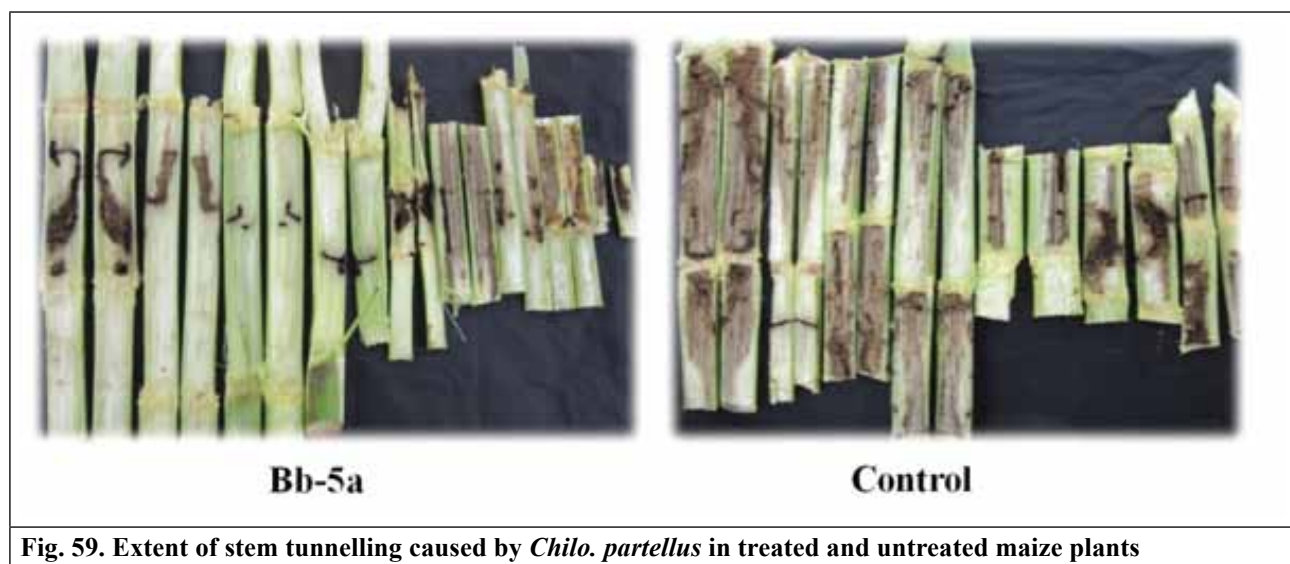 Bb-5a
Control
Fig. 59. Extent of stem tunnelling caused by Chilo. partellus in treated and untreated maize plants